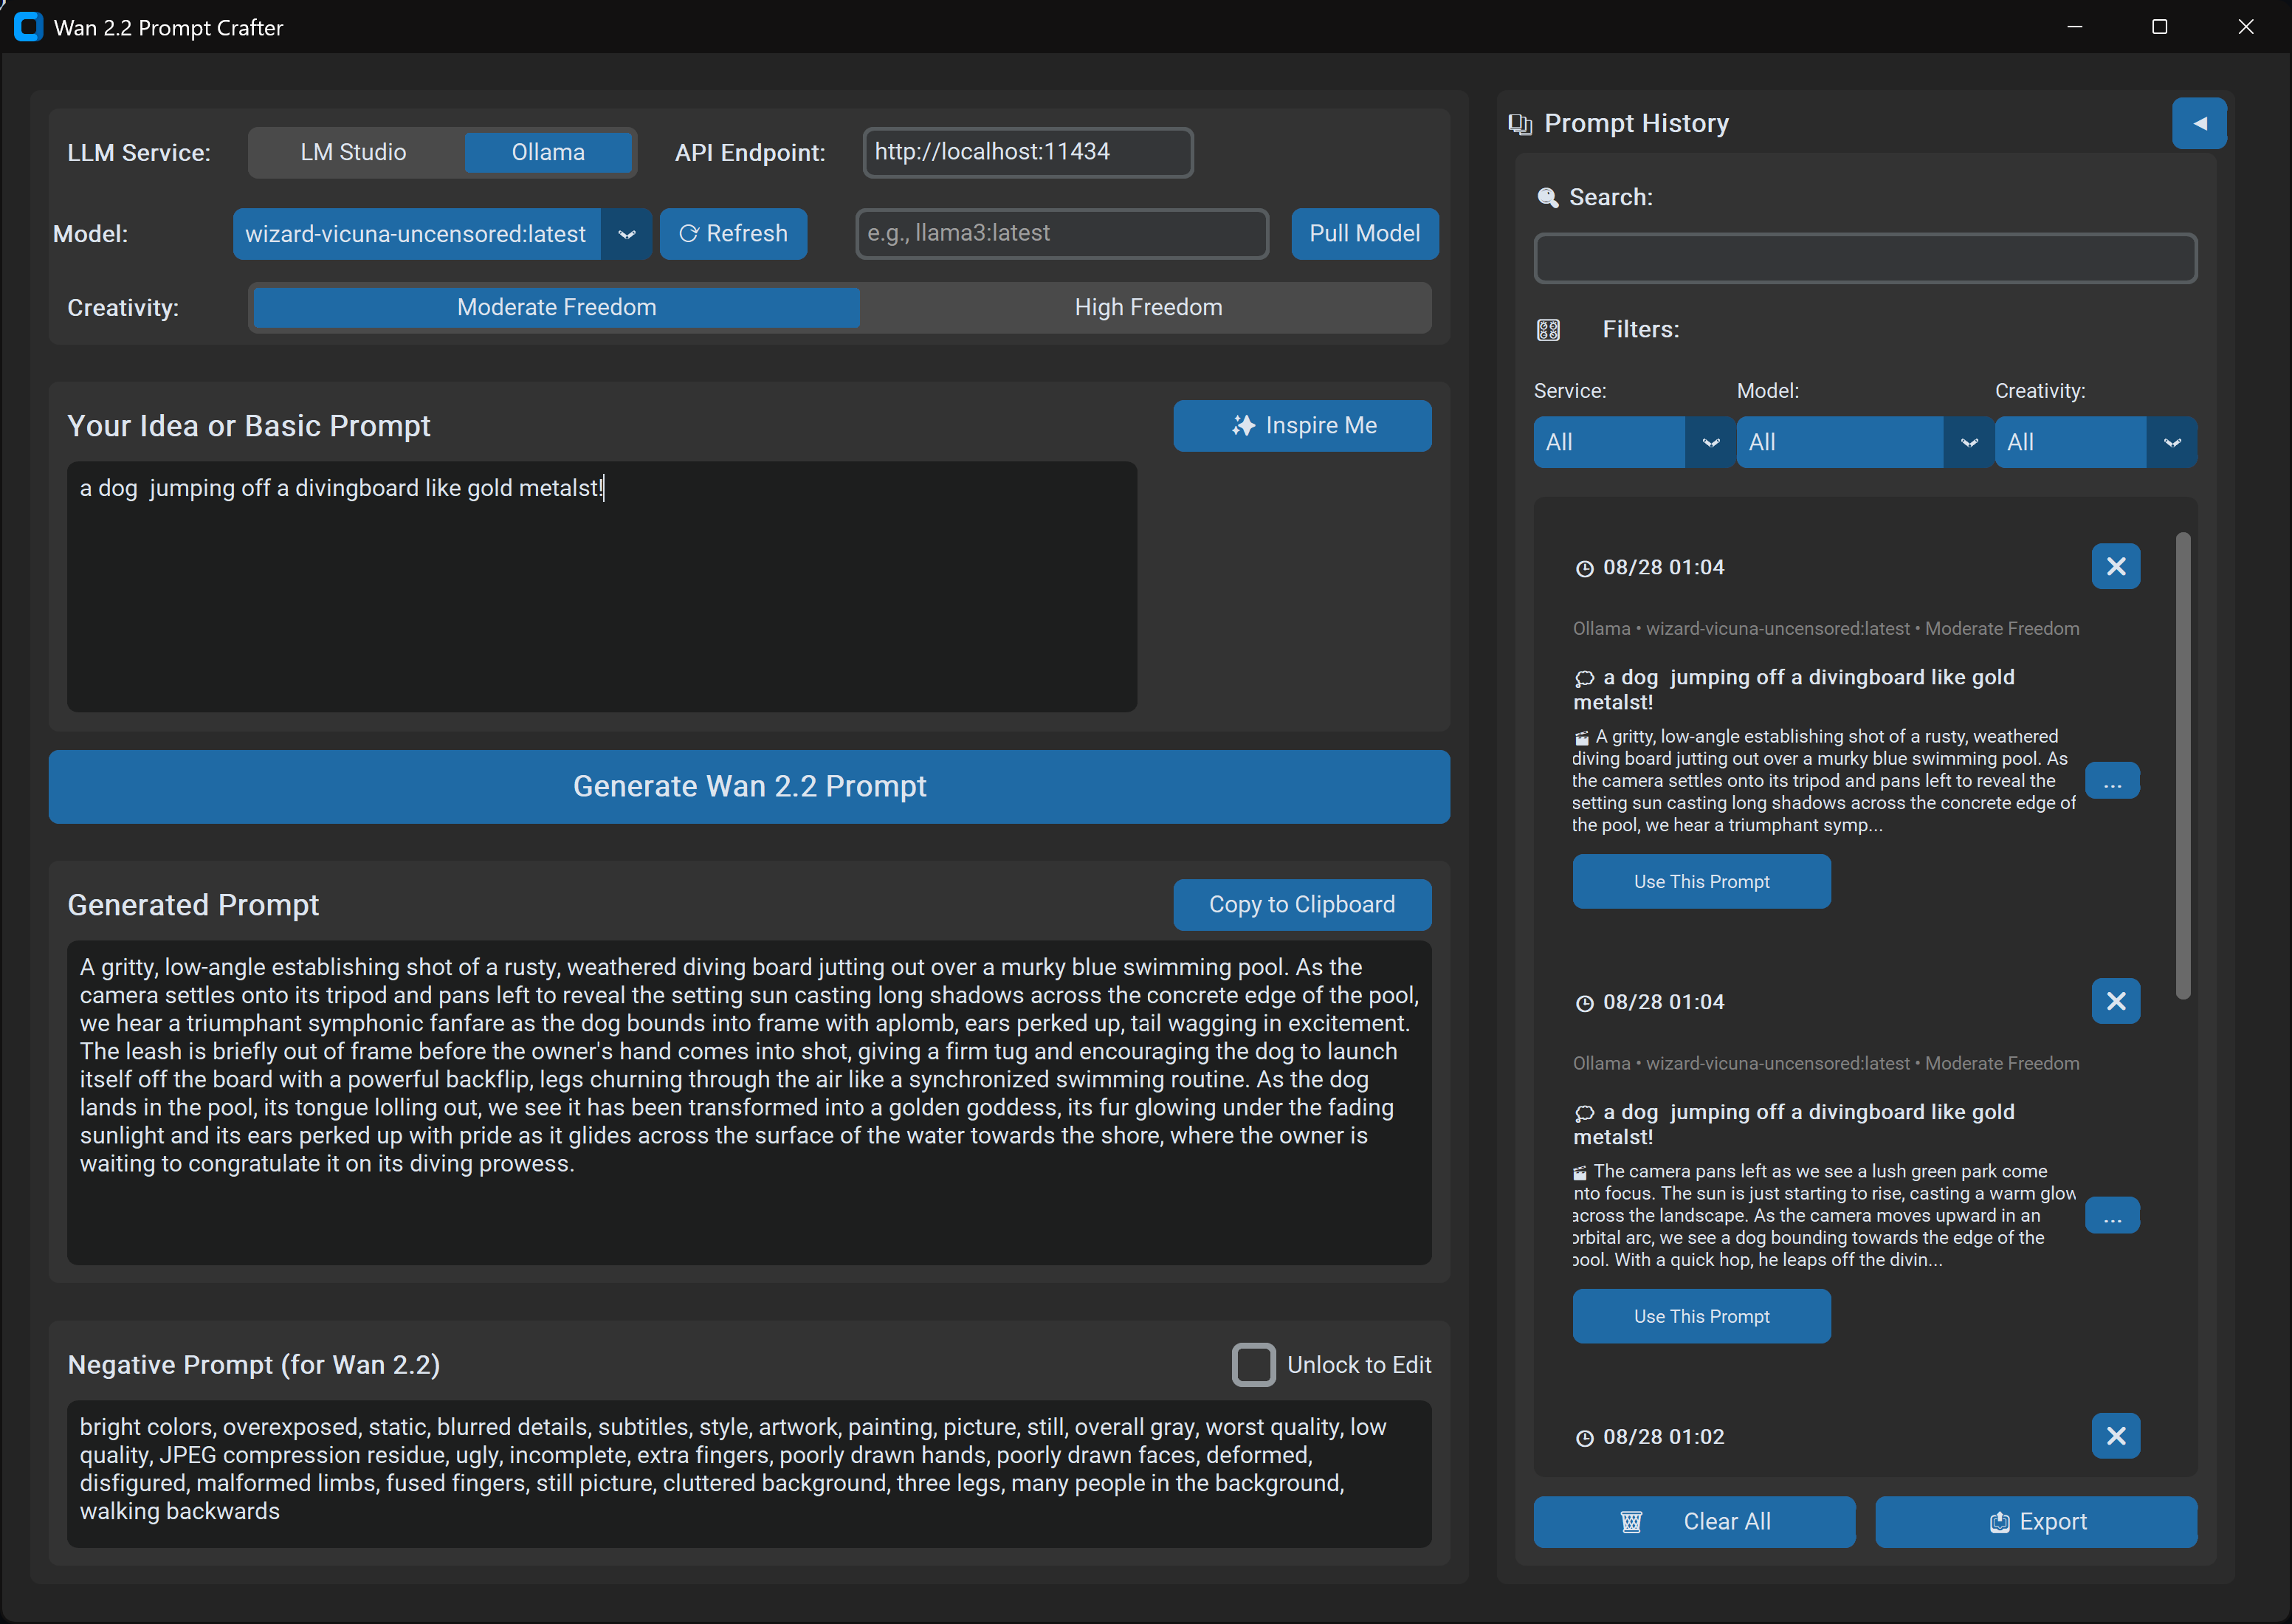 Wan 2.2 Prompt Crafter
LLM Service:
LM Studio
Ollama
API Endpoint:
http://localhost:11434
Model:
wizard-vicuna-uncensored:latest
Refresh
e.g., llama3:latest
Pull Model
Creativity:
Moderate Freedom
High Freedom
Your Idea or Basic Prompt
Inspire Me
a dog  jumping off a divingboard like gold metalst!
Generate Wan 2.2 Prompt
Generated Prompt
Copy to Clipboard
A gritty, low-angle establishing shot of a rusty, weathered diving board jutting out over a murky blue swimming pool. As the
camera settles onto its tripod and pans left to reveal the setting sun casting long shadows across the concrete edge of the pool,
we hear a triumphant symphonic fanfare as the dog bounds into frame with aplomb, ears perked up, tail wagging in excitement.
The leash is briefly out of frame before the owner's hand comes into shot, giving a firm tug and encouraging the dog to launch
itself off the board with a powerful backflip, legs churning through the air like a synchronized swimming routine. As the dog
lands in the pool, its tongue lolling out, we see it has been transformed into a golden goddess, its fur glowing under the fading
sunlight and its ears perked up with pride as it glides across the surface of the water towards the shore, where the owner is
waiting to congratulate it on its diving prowess.
Negative Prompt (for Wan 2.2)
Unlock to Edit
bright colors, overexposed, static, blurred details, subtitles, style, artwork, painting, picture, still, overall gray, worst quality, low
quality, JPEG compression residue, ugly, incomplete, extra fingers, poorly drawn hands, poorly drawn faces, deformed,
disfigured, malformed limbs, fused fingers, still picture, cluttered background, three legs, many people in the background,
walking backwards
Prompt History
Search:
Filters:
Service:
Model:
Creativity:
All
All
All
08/28 01:04
Ollama • wizard-vicuna-uncensored:latest • Moderate Freedom
a dog  jumping off a divingboard like gold
metalst!
A gritty, low-angle establishing shot of a rusty, weathered
diving board jutting out over a murky blue swimming pool. As
the camera settles onto its tripod and pans left to reveal the
setting sun casting long shadows across the concrete edge of
the pool, we hear a triumphant symp...
...
Use This Prompt
08/28 01:04
Ollama • wizard-vicuna-uncensored:latest • Moderate Freedom
a dog  jumping off a divingboard like gold
metalst!
The camera pans left as we see a lush green park come
into focus. The sun is just starting to rise, casting a warm glow
across the landscape. As the camera moves upward in an
orbital arc, we see a dog bounding towards the edge of the
pool. With a quick hop, he leaps off the divin...
...
Use This Prompt
08/28 01:02
Clear All
Export